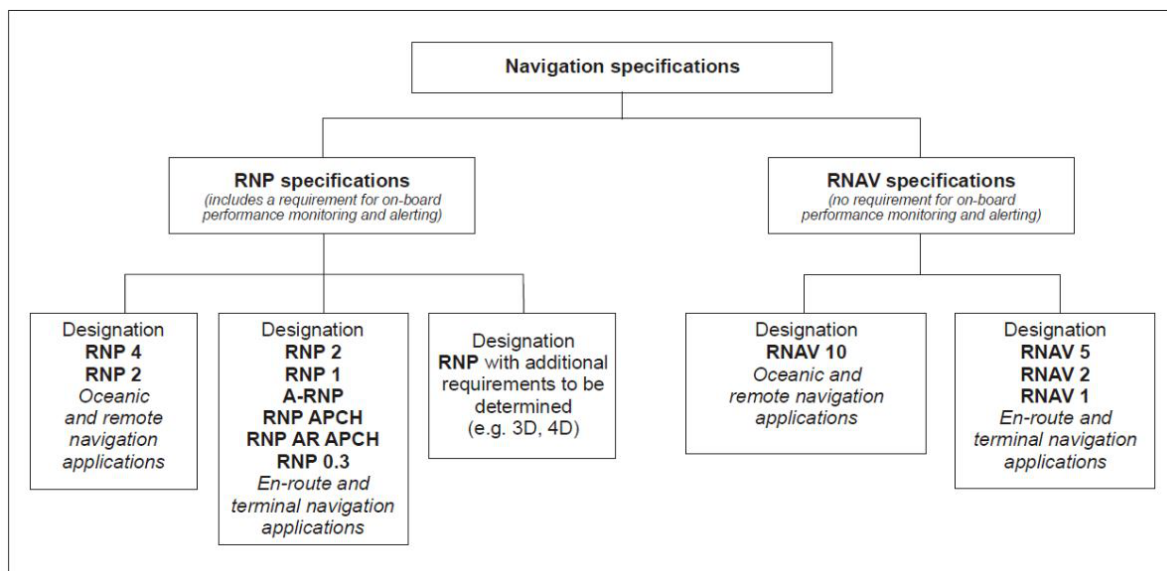 Navigation specifications
RNP specifications
(includes a requirement for on-board
performance monitoring and alerting)
RNAV specifications
(no requirement for on-board
performance monitoring and alerting)
Designation
RNP 4
RNP 2
Oceanic
and remote
navigation
applications
Designation
RNP 2
RNP 1
A-RNP
RNP APCH
RNP AR APCH
RNP 0.3
En-route and
terminal navigation
applications
Designation
RNP with additional
requirements to be
determined
(e.g. 3D, 4D)
Designation
RNAV 10
Oceanic and
remote navigation
applications
Designation
RNAV 5
RNAV 2
RNAV 1
En-route and
terminal navigation
applications